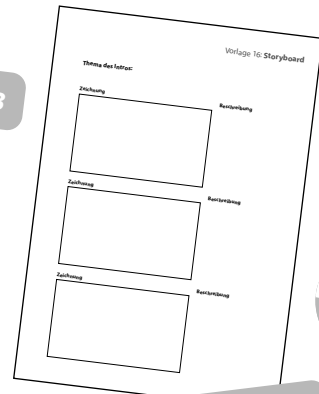 Vorlage 16: Storyboard
Thema des Intros:
Zeichnung
Beschreibung
Zeichnung
Beschreibung
Zeichnung
Beschreibung